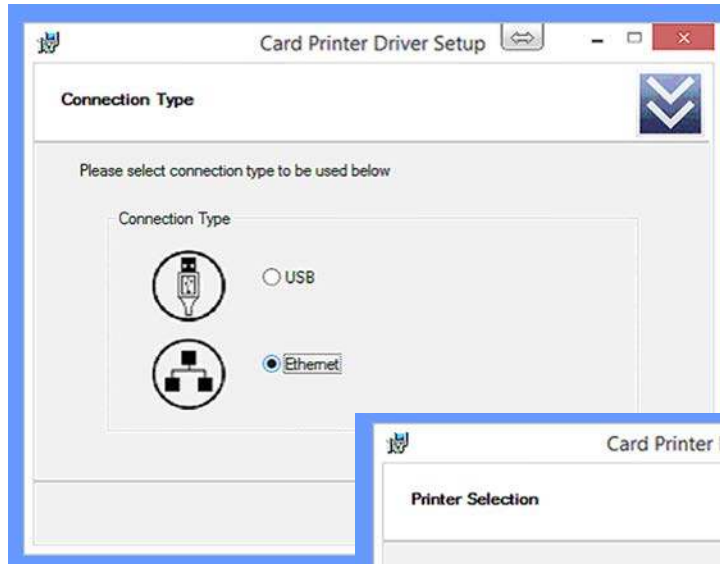 Card Printer Driver Setup
Connection Type
Please select connection type to be used below
Connection Type
USB
Ethernet
Card Printer
Printer Selection